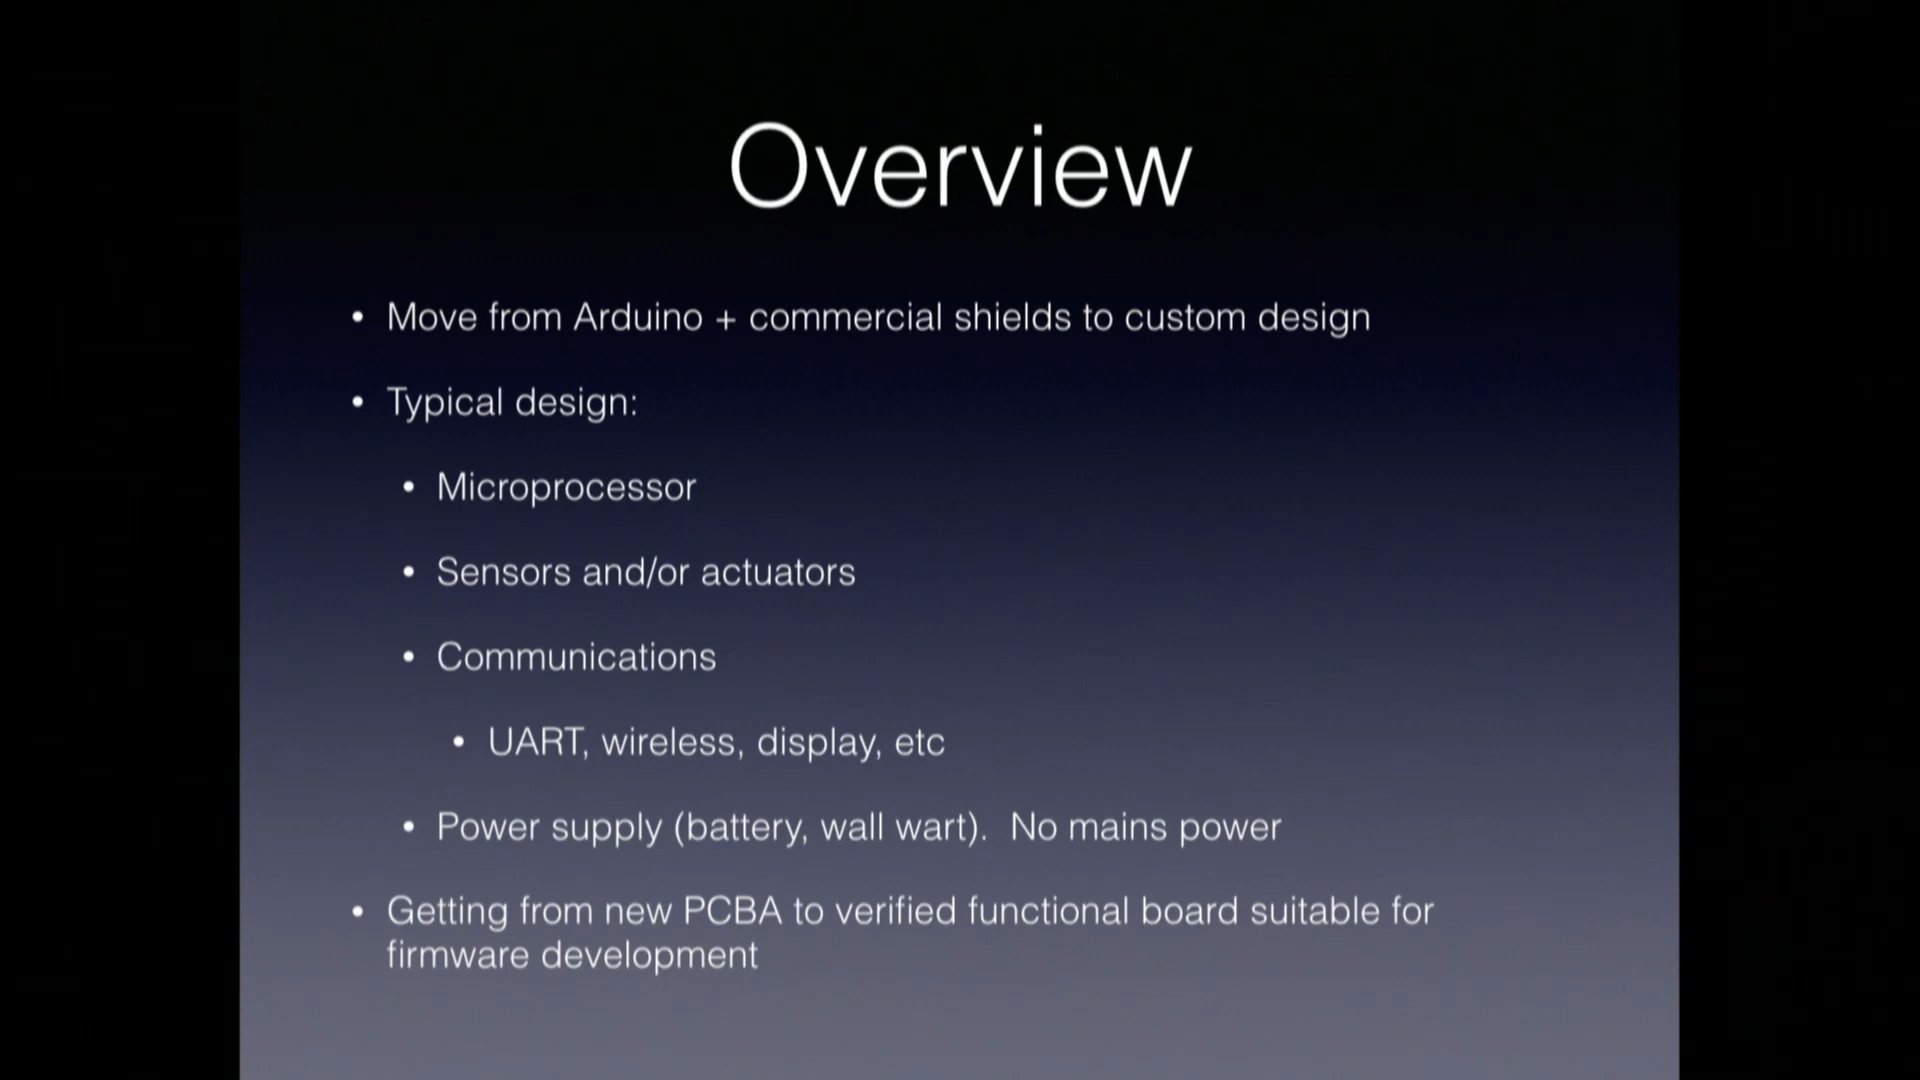 Overview
• Move from Arduino + commercial shields to custom design
• Typical design:
• Microprocessor
• Sensors and/or actuators
• Communications
• UART, wireless, display, etc
• Power supply (battery, wall wart).  No mains power
• Getting from new PCBA to verified functional board suitable for
firmware development